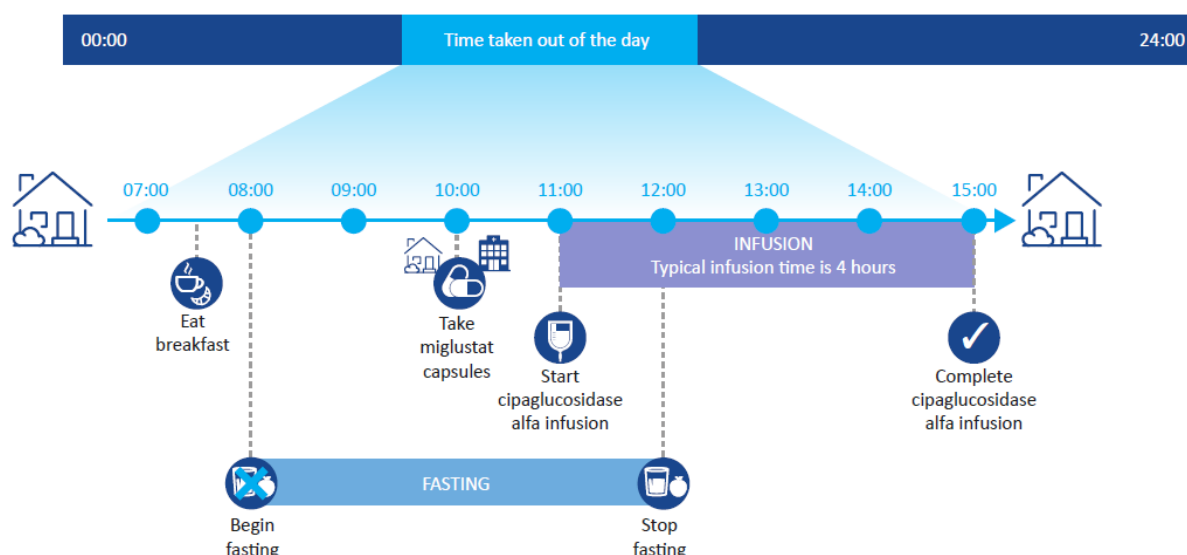 00:00
Time taken out of the day
24:00
07:00
08:00
09:00
10:00
11:00
12:00
13:00
14:00
15:00
INFUSION
Typical infusion time is 4 hours
Eat
breakfast
Take
miglustat
capsules
Start
cipaglucosidase
alfa infusion
Complete
cipaglucosidase
alfa infusion
FASTING
Begin
fasting
Stop
fasting